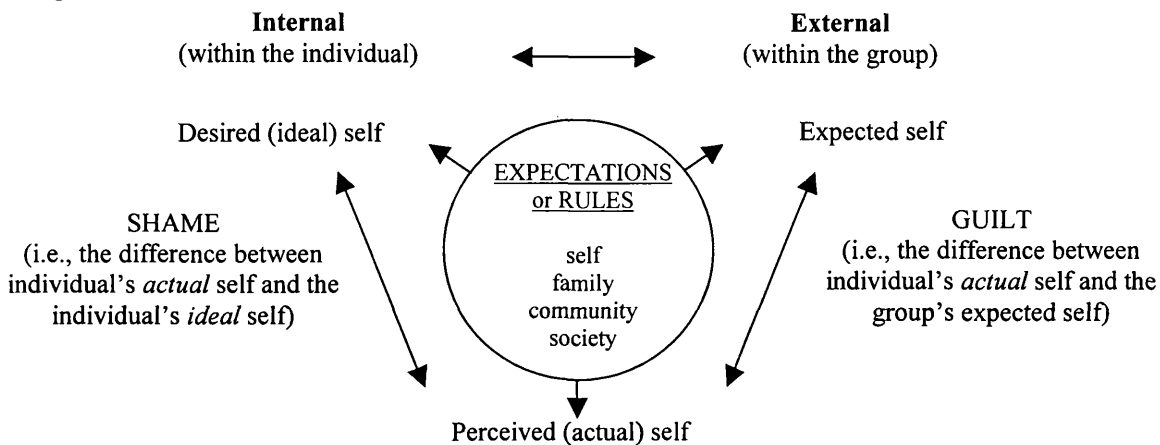 Internal
(within the individual)
External
(within the group)
Desired (ideal) self
Expected self
EXPECTATIONS
or RULES
self
family
community
society
SHAME
(i.e., the difference between
individual's actual self and the
individual's ideal self)
GUILT
(i.e., the difference between
individual's actual self and the
group's expected self)
Perceived (actual) self